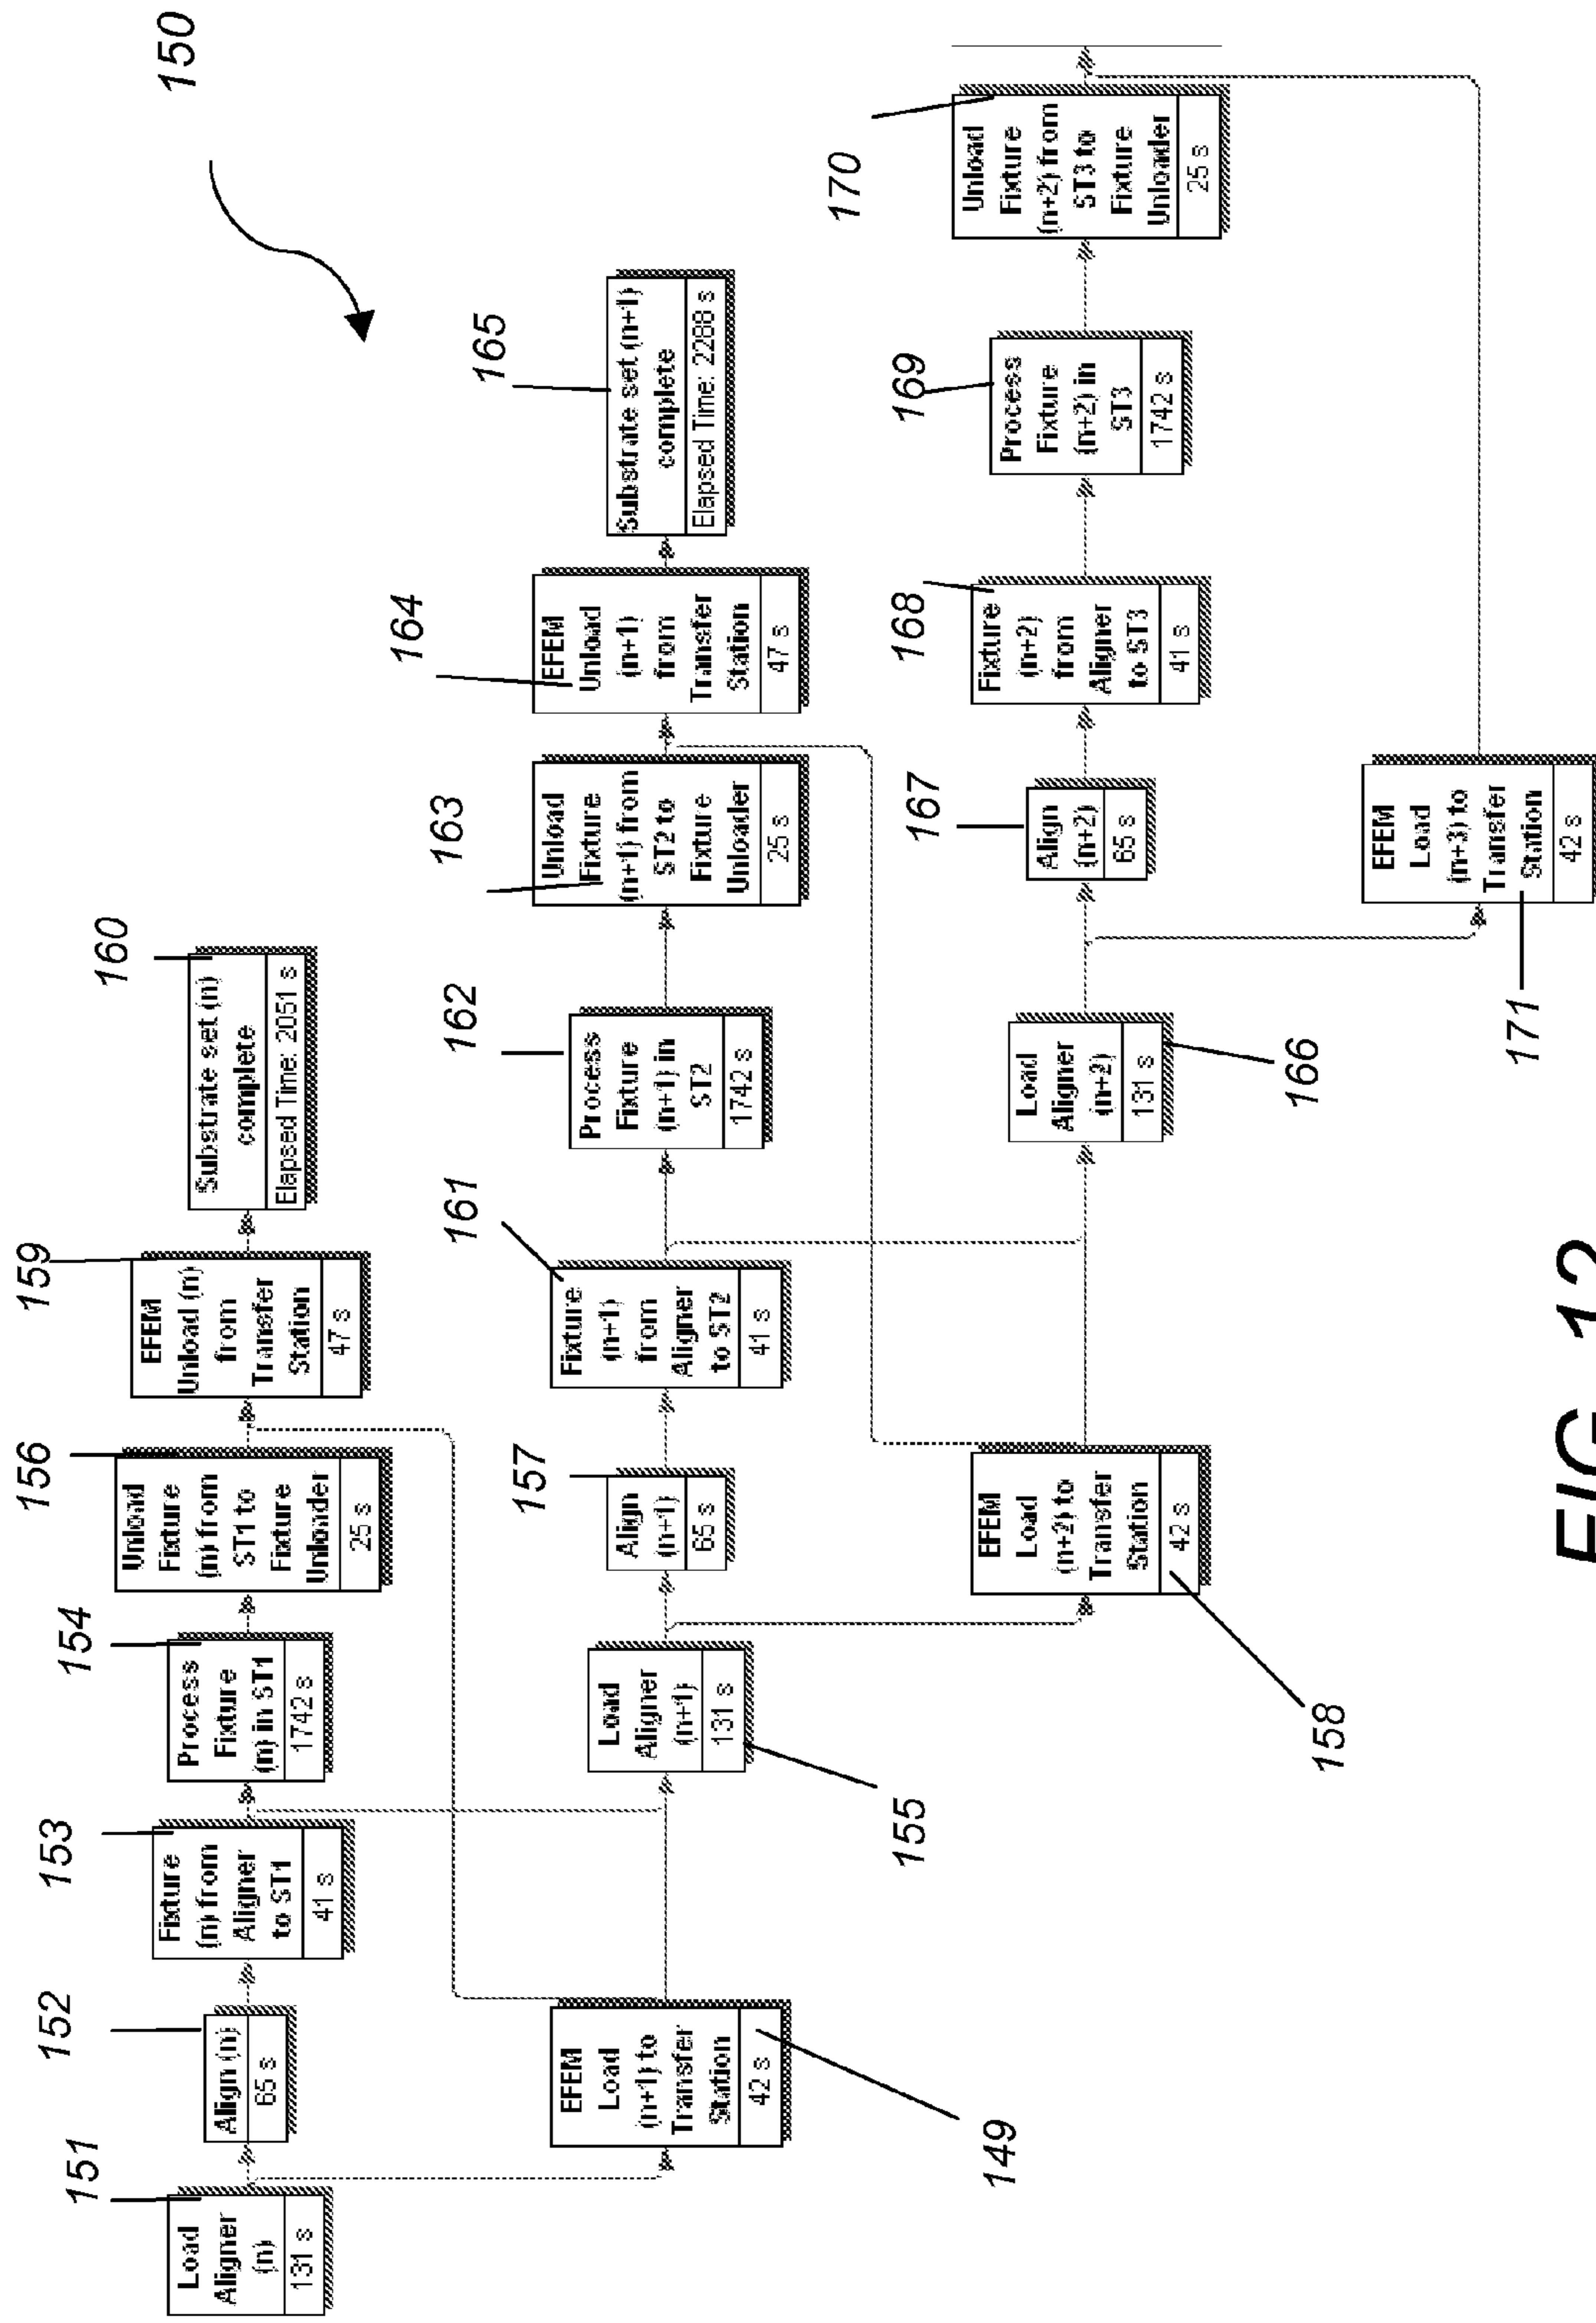 150
151
Load
Aligner
(n)
131 s
152
Align (n)
65 s
153
Fixture
(n) from
Aligner
to ST1
41 s
154
Process
Fixture
(n) in ST1
1742 s
156
Unload
Fixture
(n) from
ST1 to
Fixture
Unloader
25 s
159
EFEM
Unload (n)
from
Transfer
Station
47 s
160
Substrate set (n)
complete
Elapsed Time: 2051 s
149
EFEM
Load
(n+1) to
Transfer
Station
42 s
155
Load
Aligner
(n+1)
131 s
157
Align
(n+1)
65 s
161
Fixture
(n+1)
from
Aligner
to ST2
41 s
162
Process
Fixture
(n+1) in
ST2
1742 s
163
Unload
Fixture
(n+1) from
ST2 to
Fixture
Unloader
25 s
164
EFEM
Unload
(n+1)
from
Transfer
Station
47 s
165
Substrate set (n+1)
complete
Elapsed Time: 2288 s
158
EFEM
Load
(n+2) to
Transfer
Station
42 s
166
Load
Aligner
(n+2)
131 s
167
Align
(n+2)
65 s
168
Fixture
(n+2)
from
Aligner
to ST3
41 s
169
Process
Fixture
(n+2) in
ST3
1742 s
170
Unload
Fixture
(n+2) from
ST3 to
Fixture
Unloader
25 s
171
EFEM
Load
(n+3) to
Transfer
Station
42 s
FIG. 12